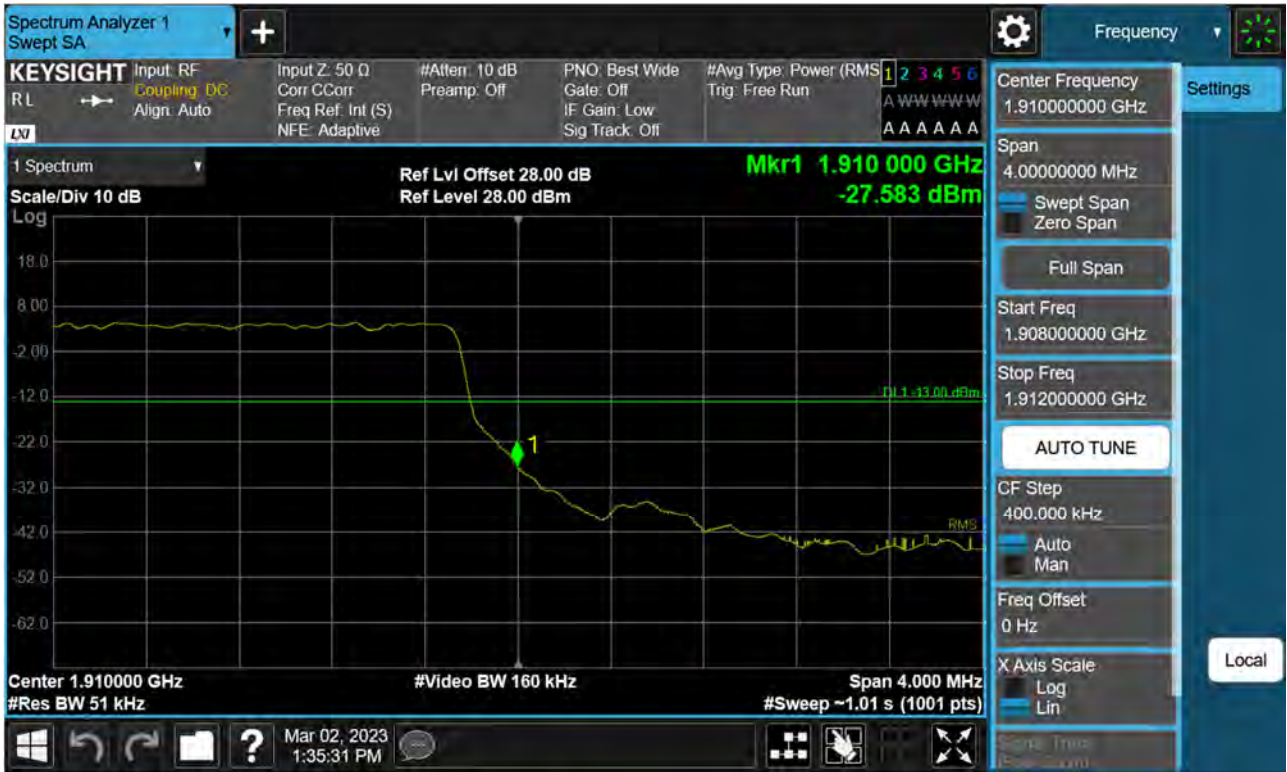 Spectrum Analyzer 1
Swept SA
Frequency
KEYSIGHT
RL
LXI
Input: RF
Coupling: DC
Align: Auto
Input Z: 50 Ω
Corr CCorr
Freq Ref: Int (S)
NFE: Adaptive
#Atten: 10 dB
Preamp: Off
PNO: Best Wide
Gate: Off
IF Gain: Low
Sig Track: Off
#Avg Type: Power (RMS
Trig: Free Run
1 2 3 4 5 6
A W W W W W
A A A A A A
1 Spectrum
Scale/Div 10 dB
Ref Lvl Offset 28.00 dB
Ref Level 28.00 dBm
Mkr1 1.910 000 GHz
-27.583 dBm
Log
18.0
8.00
-2.00
-12.0
-22.0
-32.0
-42.0
-52.0
-62.0
DL1 -13.00 dBm
1
RMS
Center 1.910000 GHz
#Res BW 51 kHz
#Video BW 160 kHz
Span 4.000 MHz
#Sweep ~1.01 s (1001 pts)
Mar 02, 2023
1:35:31 PM
?
Center Frequency
1.910000000 GHz
Span
4.00000000 MHz
Swept Span
Zero Span
Full Span
Start Freq
1.908000000 GHz
Stop Freq
1.912000000 GHz
AUTO TUNE
CF Step
400.000 kHz
Auto
Man
Freq Offset
0 Hz
X Axis Scale
Log
Lin
Settings
Local